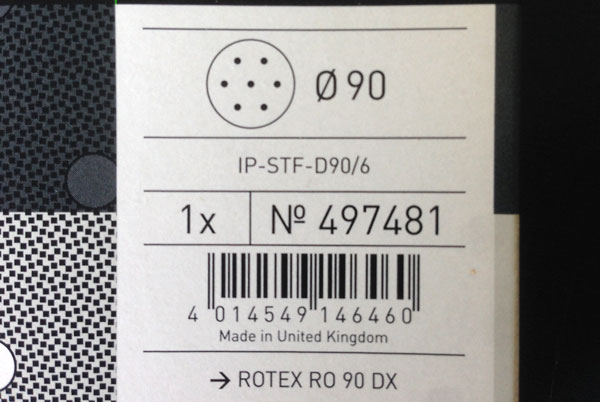 Ø 90
IP-STF-D90/6
1x Nº 497481
4 014549 146460
Made in United Kingdom
→ ROTEX RO 90 DX